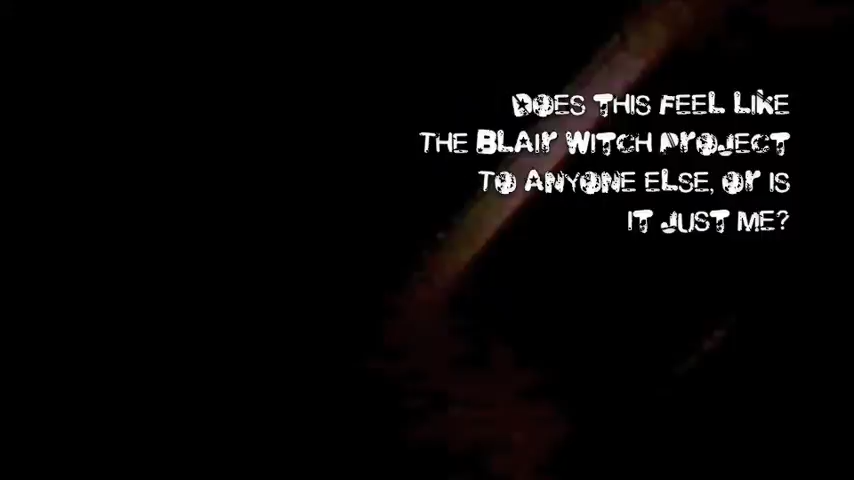 DOES THIS FEEL LIKE
THE BLAIR WITCH PROJECT
TO ANYONE ELSE, OR IS
IT JUST ME?